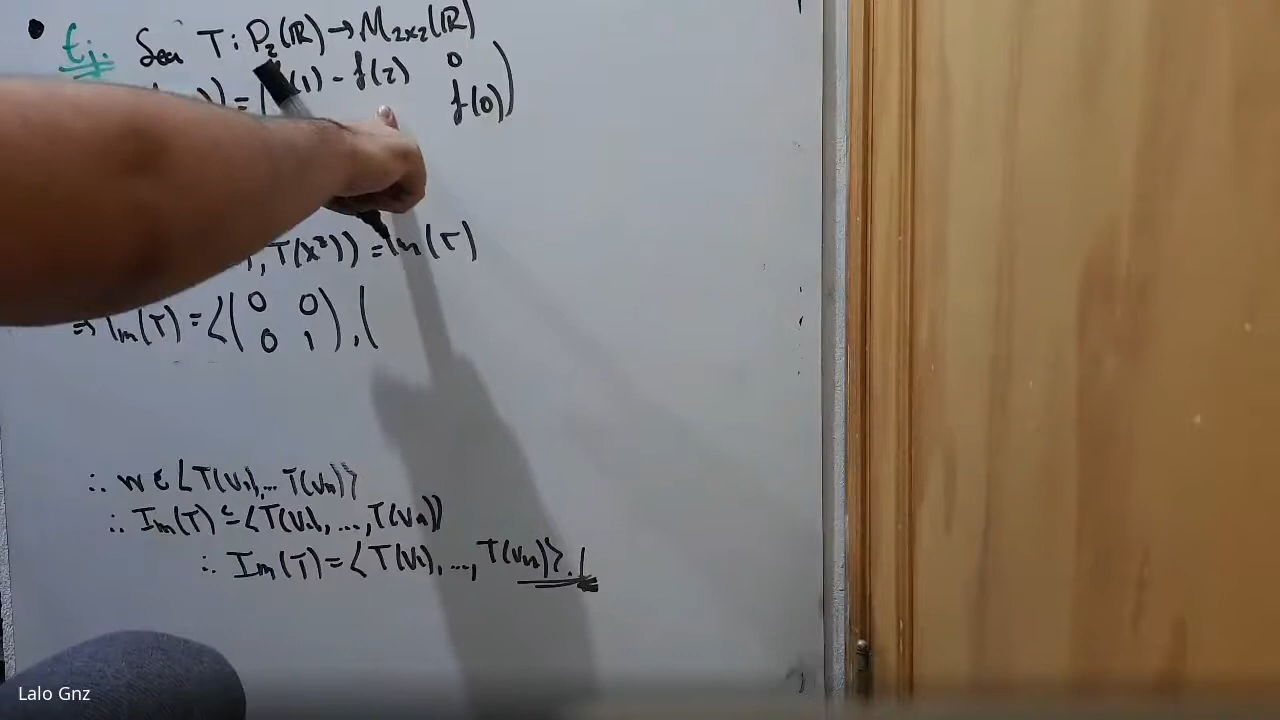 • Ej. Sea T: P₂(ℝ) → M₂ₓ₂(ℝ)
) = ( (1) - f(2) 0
f(0) )
, T(x²)) = Im(T)
⇒ Im(T) = ⟨( 0 0
0 1 ), (
∴ w ∈ ⟨T(v₁),... T(vₙ)⟩
∴ Im(T) ⊆ ⟨T(v₁), ..., T(vₙ)⟩
∴ Im(T) = ⟨T(v₁), ..., T(vₙ)⟩.
Lalo Gnz